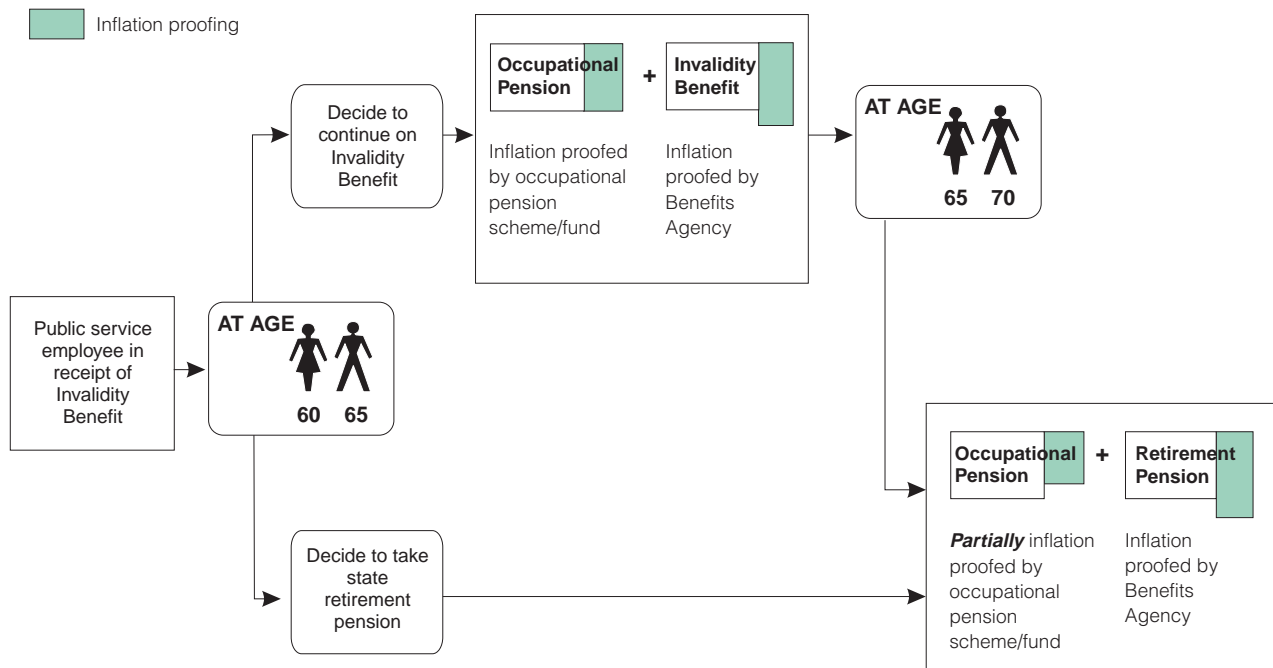 Inflation proofing
Public service
employee in
receipt of
Invalidity
Benefit
AT AGE
60 65
Decide to
continue on
Invalidity
Benefit
Occupational
Pension
+
Invalidity
Benefit
Inflation proofed
by occupational
pension
scheme/fund
Inflation
proofed by
Benefits
Agency
AT AGE
65 70
Decide to take
state
retirement
pension
Occupational
Pension
+
Retirement
Pension
Partially inflation
proofed by
occupational
pension
scheme/fund
Inflation
proofed by
Benefits
Agency